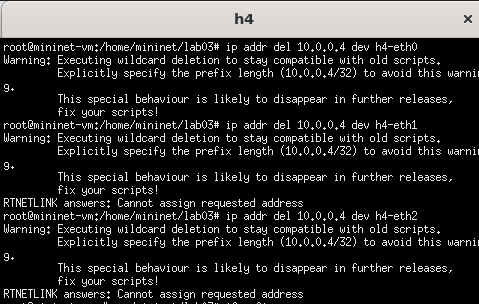 h4
×
root@mininet-vm:/home/mininet/lab03# ip addr del 10.0.0.4 dev h4-eth0
Warning: Executing wildcard deletion to stay compatible with old scripts.
Explicitly specify the prefix length (10.0.0.4/32) to avoid this warnin
g.
This special behaviour is likely to disappear in further releases,
fix your scripts!
root@mininet-vm:/home/mininet/lab03# ip addr del 10.0.0.4 dev h4-eth1
Warning: Executing wildcard deletion to stay compatible with old scripts.
Explicitly specify the prefix length (10.0.0.4/32) to avoid this warnin
g.
This special behaviour is likely to disappear in further releases,
fix your scripts!
RTNETLINK answers: Cannot assign requested address
root@mininet-vm:/home/mininet/lab03# ip addr del 10.0.0.4 dev h4-eth2
Warning: Executing wildcard deletion to stay compatible with old scripts.
Explicitly specify the prefix length (10.0.0.4/32) to avoid this warnin
g.
This special behaviour is likely to disappear in further releases,
fix your scripts!
RTNETLINK answers: Cannot assign requested address